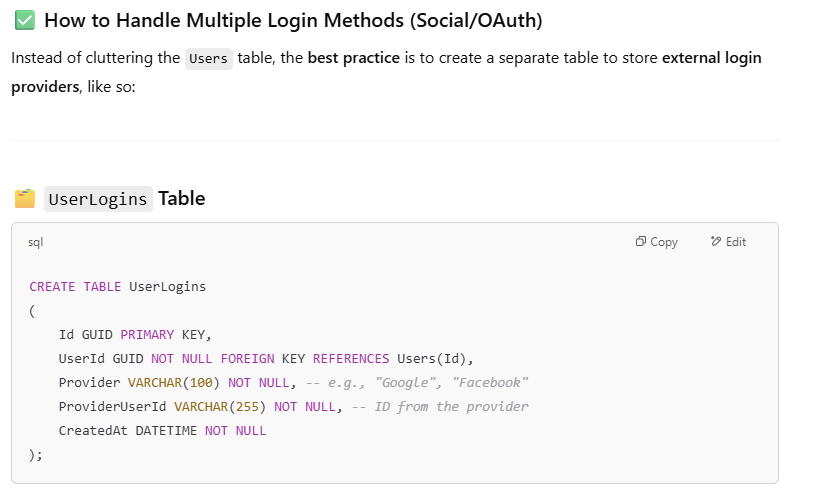 ✅ How to Handle Multiple Login Methods (Social/OAuth)
Instead of cluttering the Users table, the best practice is to create a separate table to store external login
providers, like so:
🗂️ UserLogins Table
sql
Copy
Edit
CREATE TABLE UserLogins
(
    Id GUID PRIMARY KEY,
    UserId GUID NOT NULL FOREIGN KEY REFERENCES Users(Id),
    Provider VARCHAR(100) NOT NULL, -- e.g., "Google", "Facebook"
    ProviderUserId VARCHAR(255) NOT NULL, -- ID from the provider
    CreatedAt DATETIME NOT NULL
);